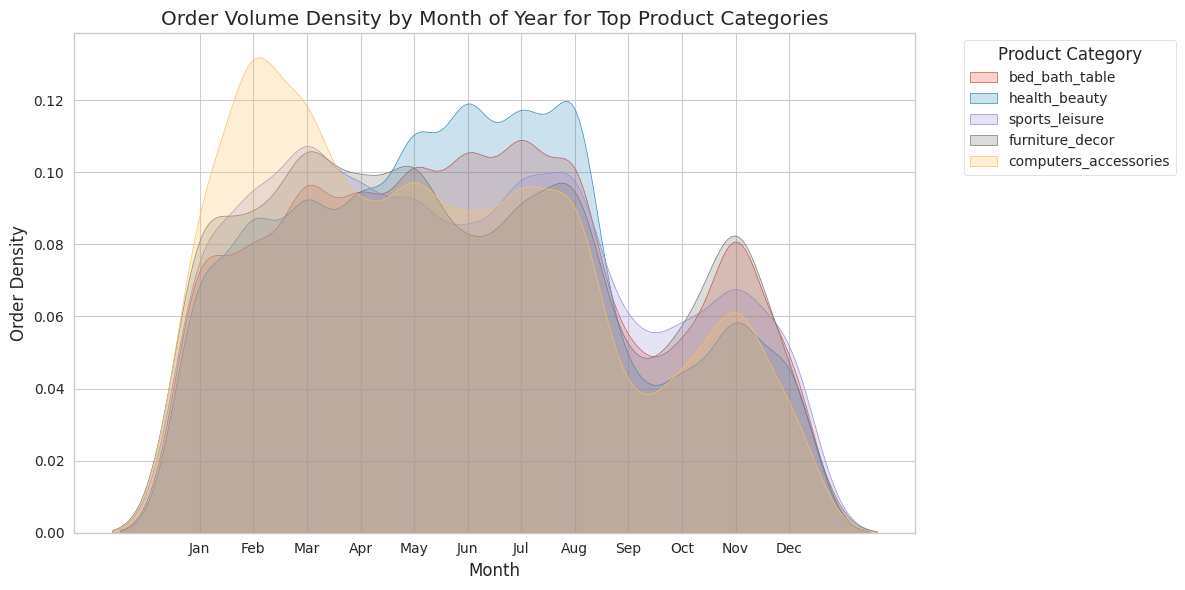 Order Volume Density by Month of Year for Top Product Categories
Order Density
0.12
0.10
0.08
0.06
0.04
0.02
0.00
Jan Feb Mar Apr May Jun Jul Aug Sep Oct Nov Dec
Month
Product Category
bed_bath_table
health_beauty
sports_leisure
furniture_decor
computers_accessories